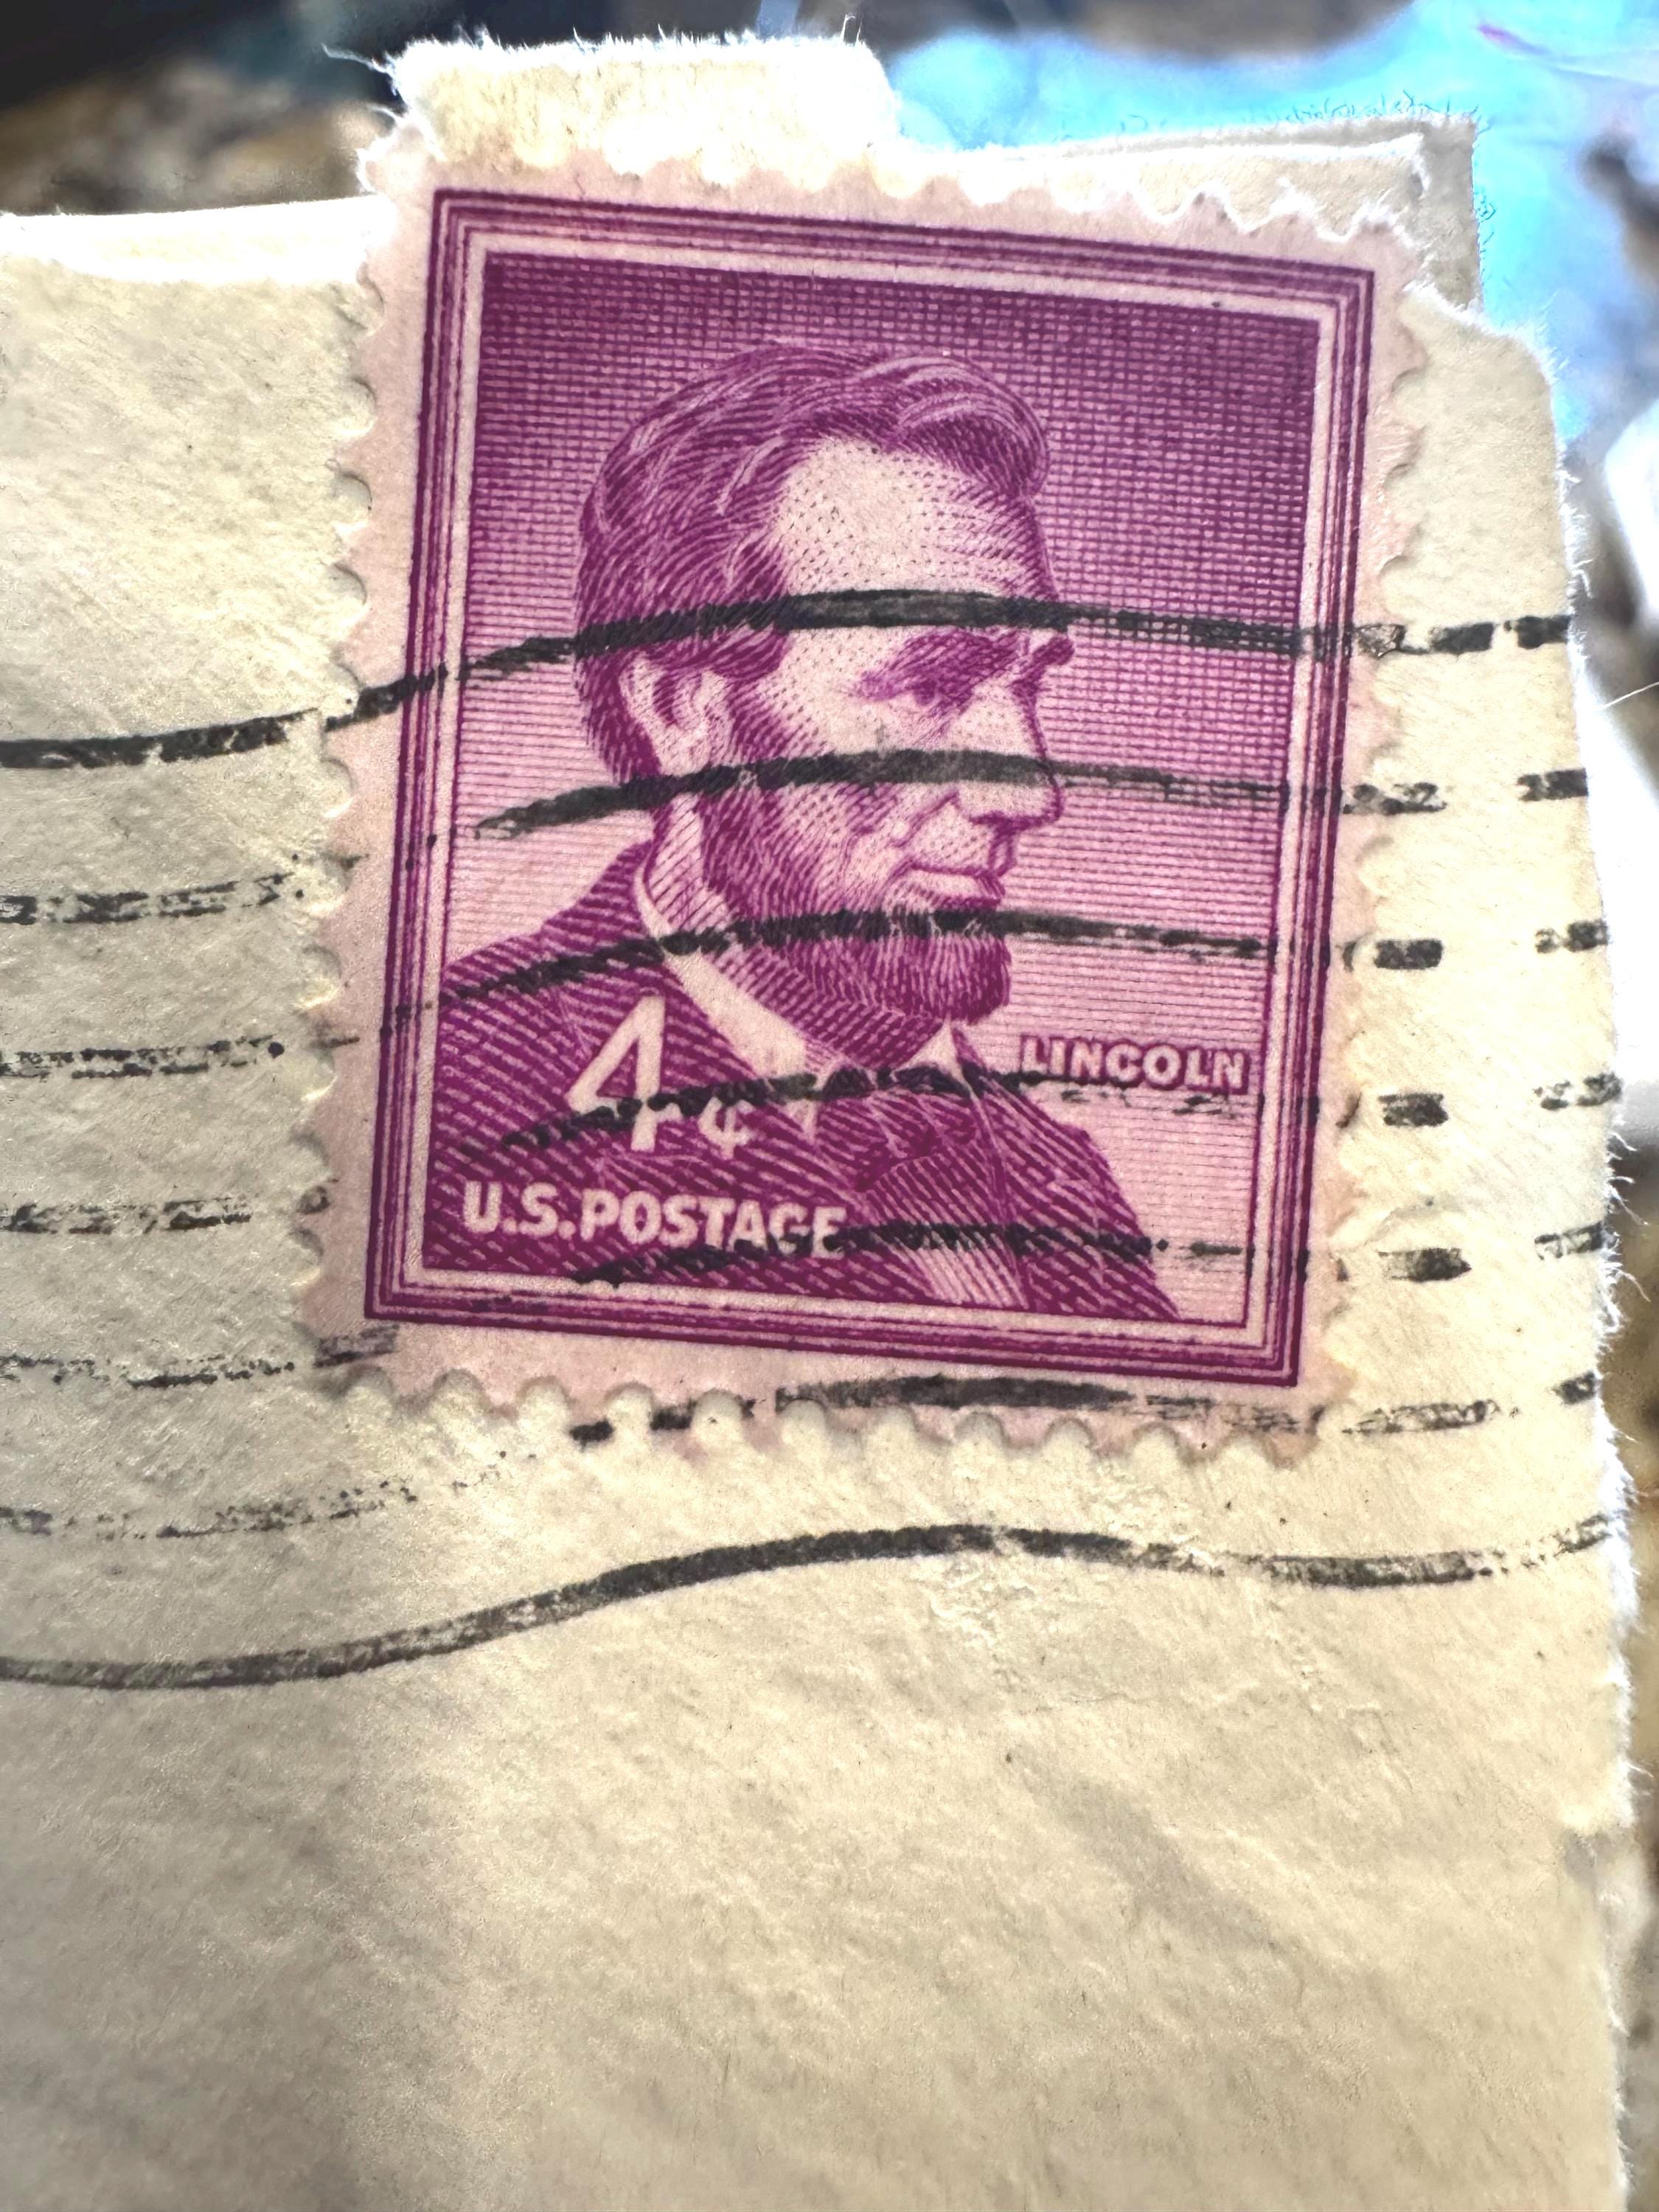 LINCOLN
4¢
U.S. POSTAGE